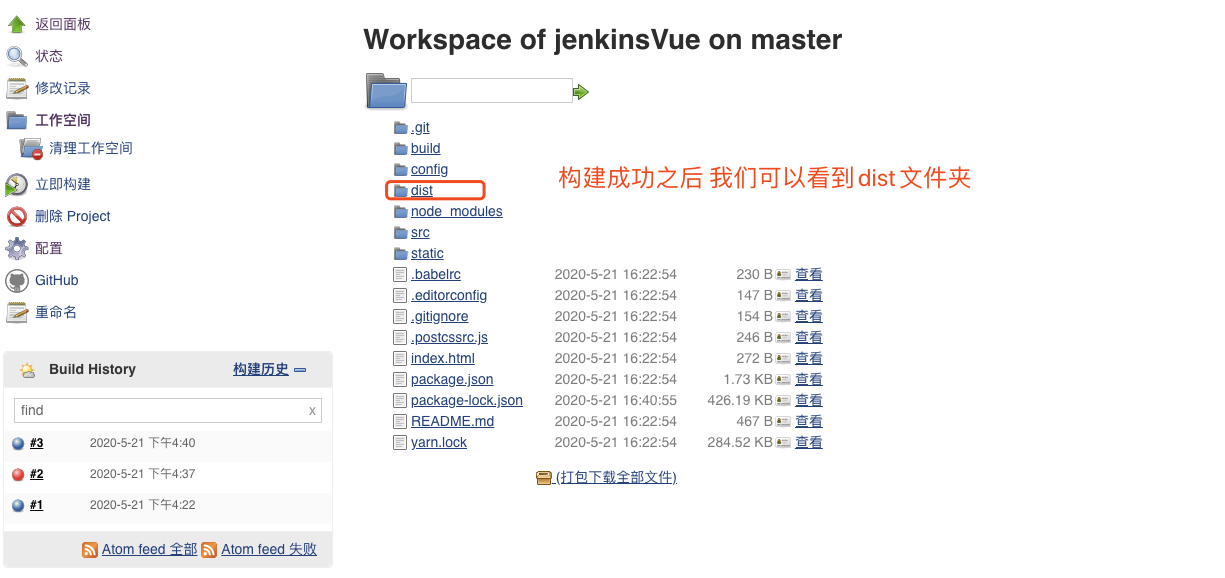 返回面板
状态
修改记录
工作空间
清理工作空间
立即构建
删除 Project
配置
GitHub
重命名
Build History 构建历史
find x
#3 2020-5-21 下午4:40
#2 2020-5-21 下午4:37
#1 2020-5-21 下午4:22
Atom feed 全部 Atom feed 失败
Workspace of jenkinsVue on master
.git
build
config
构建成功之后 我们可以看到dist文件夹
dist
node_modules
src
static
.babelrc 2020-5-21 16:22:54 230 B 查看
.editorconfig 2020-5-21 16:22:54 147 B 查看
.gitignore 2020-5-21 16:22:54 154 B 查看
.postcssrc.js 2020-5-21 16:22:54 246 B 查看
index.html 2020-5-21 16:22:54 272 B 查看
package.json 2020-5-21 16:22:54 1.73 KB 查看
package-lock.json 2020-5-21 16:40:55 426.19 KB 查看
README.md 2020-5-21 16:22:54 467 B 查看
yarn.lock 2020-5-21 16:22:54 284.52 KB 查看
(打包下载全部文件)